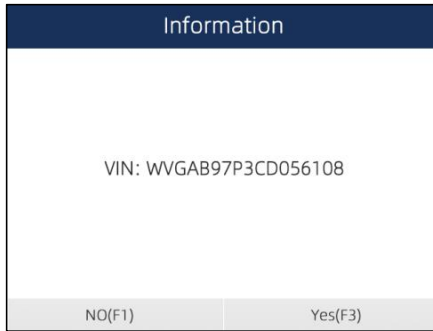 Information
VIN: WVGAB97P3CD056108
NO(F1)
Yes(F3)